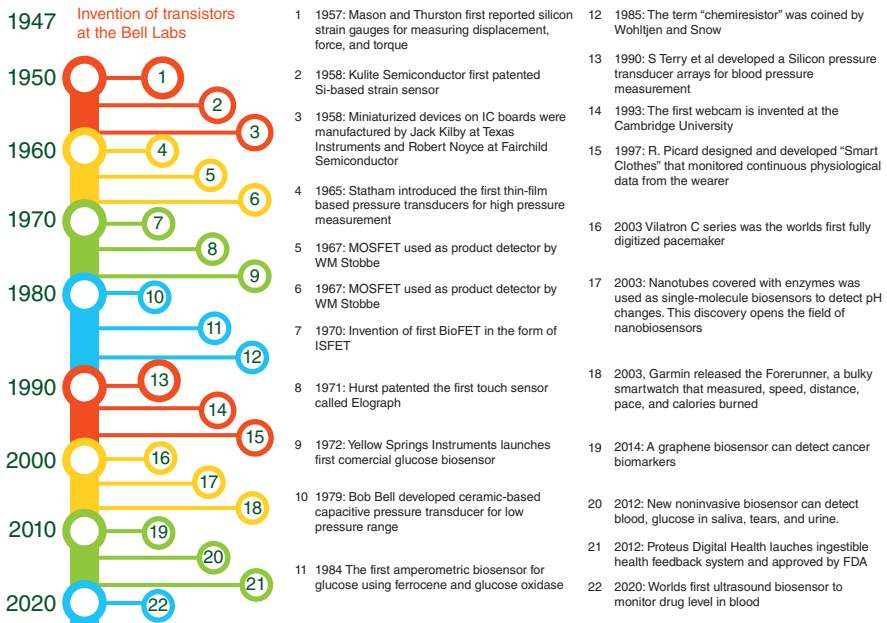 1947
Invention of transistors
at the Bell Labs
1950
1
2
3
1960
4
5
6
1970
7
8
9
1980
10
11
12
1990
13
14
15
2000
16
17
18
2010
19
20
21
2020
22
1 1957: Mason and Thurston first reported silicon
strain gauges for measuring displacement,
force, and torque
2 1958: Kulite Semiconductor first patented
Si-based strain sensor
3 1958: Miniaturized devices on IC boards were
manufactured by Jack Kilby at Texas
Instruments and Robert Noyce at Fairchild
Semiconductor
4 1965: Statham introduced the first thin-film
based pressure transducers for high pressure
measurement
5 1967: MOSFET used as product detector by
WM Stobbe
6 1967: MOSFET used as product detector by
WM Stobbe
7 1970: Invention of first BioFET in the form of
ISFET
8 1971: Hurst patented the first touch sensor
called Elograph
9 1972: Yellow Springs Instruments launches
first comercial glucose biosensor
10 1979: Bob Bell developed ceramic-based
capacitive pressure transducer for low
pressure range
11 1984 The first amperometric biosensor for
glucose using ferrocene and glucose oxidase
12 1985: The term “chemiresistor” was coined by
Wohltjen and Snow
13 1990: S Terry et al developed a Silicon pressure
transducer arrays for blood pressure
measurement
14 1993: The first webcam is invented at the
Cambridge University
15 1997: R. Picard designed and developed “Smart
Clothes” that monitored continuous physiological
data from the wearer
16 2003 Vilatron C series was the worlds first fully
digitized pacemaker
17 2003: Nanotubes covered with enzymes was
used as single-molecule biosensors to detect pH
changes. This discovery opens the field of
nanobiosensors
18 2003, Garmin released the Forerunner, a bulky
smartwatch that measured, speed, distance,
pace, and calories burned
19 2014: A graphene biosensor can detect cancer
biomarkers
20 2012: New noninvasive biosensor can detect
blood, glucose in saliva, tears, and urine.
21 2012: Proteus Digital Health lauches ingestible
health feedback system and approved by FDA
22 2020: Worlds first ultrasound biosensor to
monitor drug level in blood